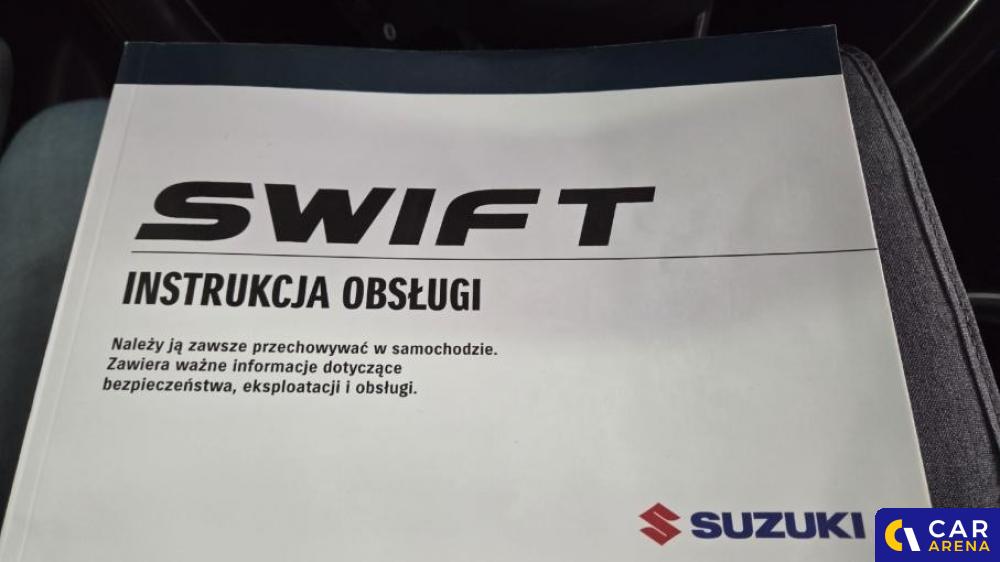 SWIFT
INSTRUKCJA OBSŁUGI
Należy ją zawsze przechowywać w samochodzie.
Zawiera ważne informacje dotyczące
bezpieczeństwa, eksploatacji i obsługi.
SUZUKI
CAR
ARENA